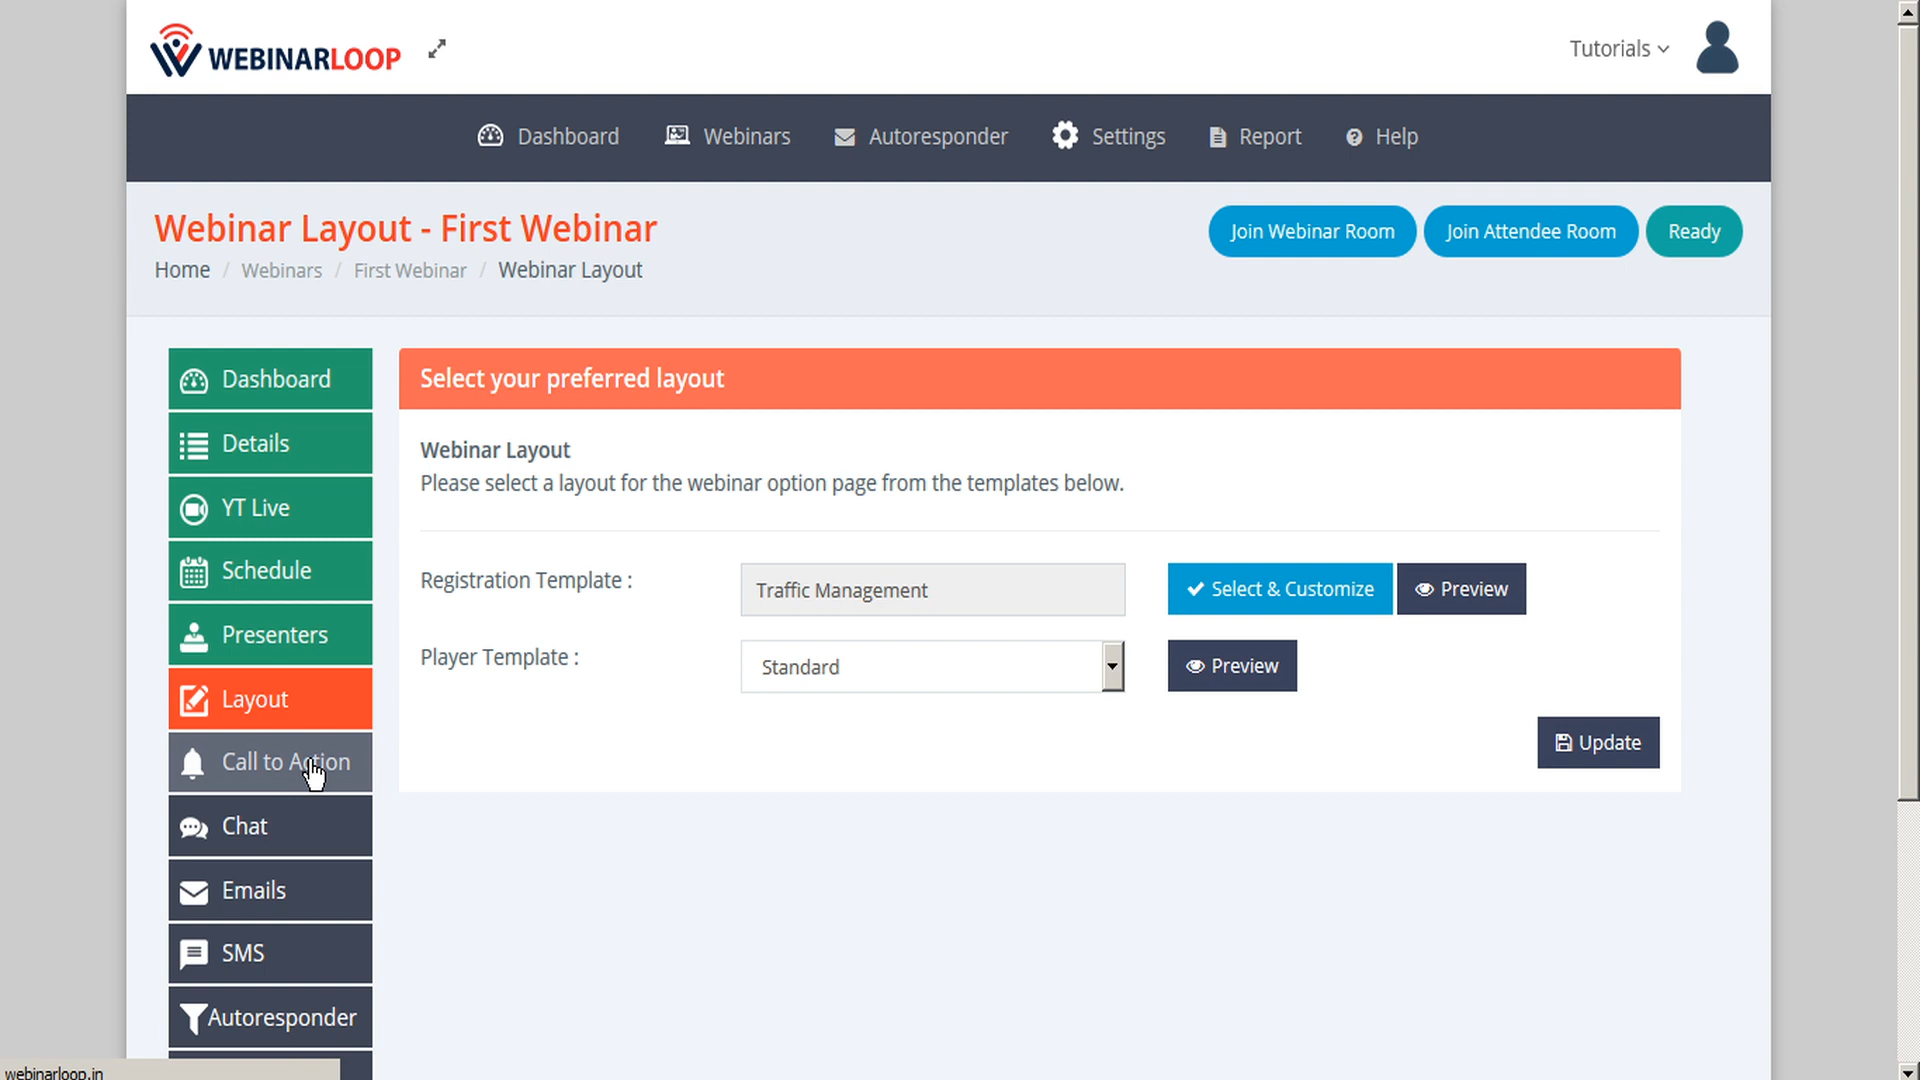 WEBINARLOOP
Tutorials
Dashboard Webinars Autoresponder Settings Report Help
Webinar Layout - First Webinar
Join Webinar Room Join Attendee Room Ready
Home / Webinars / First Webinar / Webinar Layout
Dashboard
Details
YT Live
Schedule
Presenters
Layout
Call to Action
Chat
Emails
SMS
Autoresponder
Select your preferred layout
Webinar Layout
Please select a layout for the webinar option page from the templates below.
Registration Template : Traffic Management Select & Customize Preview
Player Template : Standard Preview
Update
webinarloop.in